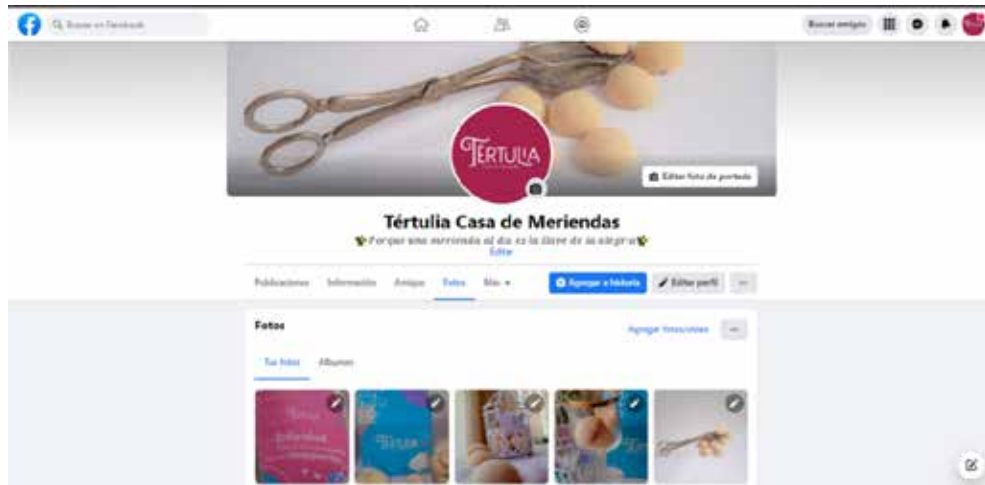 Buscar en Facebook
Buscar amigos
TERTULIA
Editar foto de portada
Tértulia Casa de Meriendas
Porque una merienda al día es la llave de la alegría
Editar
Publicaciones Información Amigos Fotos Más
Agregar a historia
Editar perfil
Fotos
Agregar fotos/video
Tus fotos Álbumes